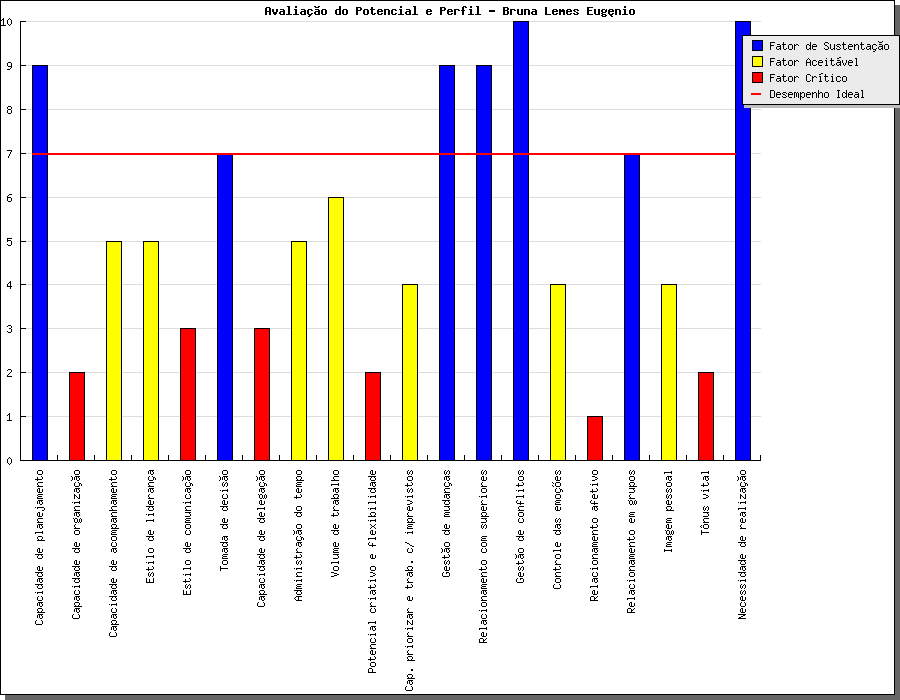 Avaliação do Potencial e Perfil - Bruna Lemes Eugęnio
Fator de Sustentação
Fator Aceitável
Fator Crítico
Desempenho Ideal
10
9
8
7
6
5
4
3
2
1
0
Capacidade de planejamento
Capacidade de organização
Capacidade de acompanhamento
Estilo de liderança
Estilo de comunicação
Tomada de decisão
Capacidade de delegação
Administração do tempo
Volume de trabalho
Potencial criativo e flexibilidade
Cap. priorizar e trab. c/ imprevistos
Gestão de mudanças
Relacionamento com superiores
Gestão de conflitos
Controle das emoções
Relacionamento afetivo
Relacionamento em grupos
Imagem pessoal
Tônus vital
Necessidade de realização